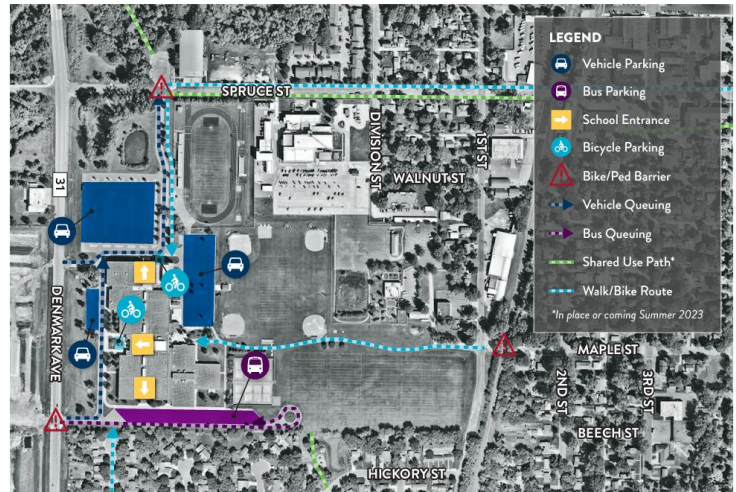 LEGEND
Vehicle Parking
Bus Parking
School Entrance
Bicycle Parking
Bike/Ped Barrier
Vehicle Queuing
Bus Queuing
Shared Use Path*
Walk/Bike Route
*In place or coming Summer 2023
SPRUCE ST
DIVISION ST
1ST ST
WALNUT ST
31
DENMARK AVE
MAPLE ST
2ND ST
3RD ST
BEECH ST
HICKORY ST